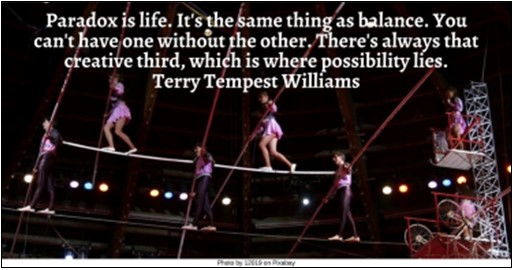 Paradox is life. It's the same thing as balance. You
can't have one without the other. There's always that
creative third, which is where possibility lies.
Terry Tempest Williams
Photo by 12019 on Pixabay